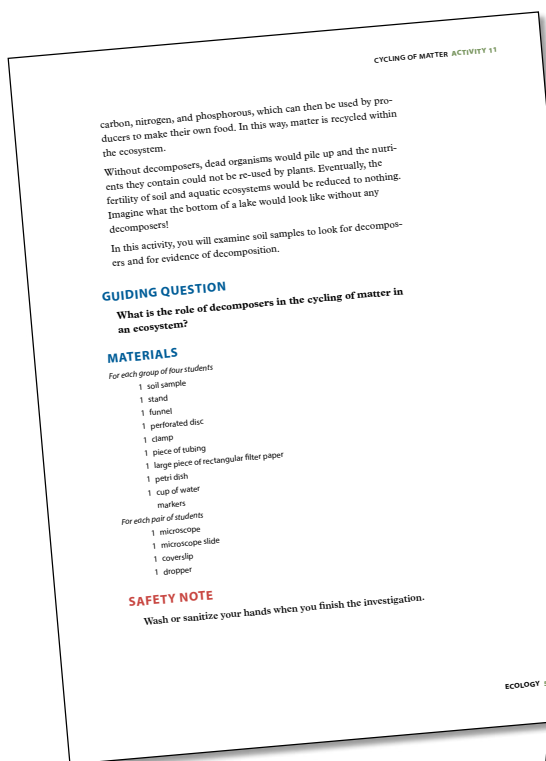 CYCLING OF MATTER ACTIVITY 11
carbon, nitrogen, and phosphorous, which can then be used by pro-
ducers to make their own food. In this way, matter is recycled within
the ecosystem.
Without decomposers, dead organisms would pile up and the nutri-
ents they contain could not be re-used by plants. Eventually, the
fertility of soil and aquatic ecosystems would be reduced to nothing.
Imagine what the bottom of a lake would look like without any
decomposers!
In this activity, you will examine soil samples to look for decompos-
ers and for evidence of decomposition.
GUIDING QUESTION
What is the role of decomposers in the cycling of matter in
an ecosystem?
MATERIALS
For each group of four students
1 soil sample
1 stand
1 funnel
1 perforated disc
1 clamp
1 piece of tubing
1 large piece of rectangular filter paper
1 petri dish
1 cup of water
markers
For each pair of students
1 microscope
1 microscope slide
1 coverslip
1 dropper
SAFETY NOTE
Wash or sanitize your hands when you finish the investigation.
ECOLOGY